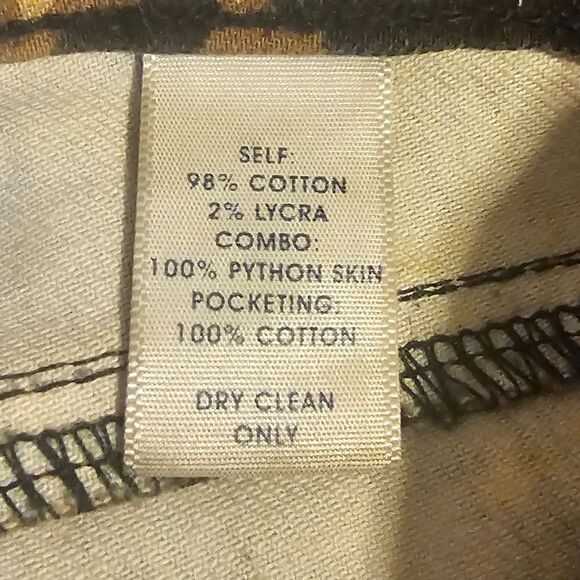 SELF:
98% COTTON
2% LYCRA
COMBO:
100% PYTHON SKIN
POCKETING:
100% COTTON
DRY CLEAN
ONLY